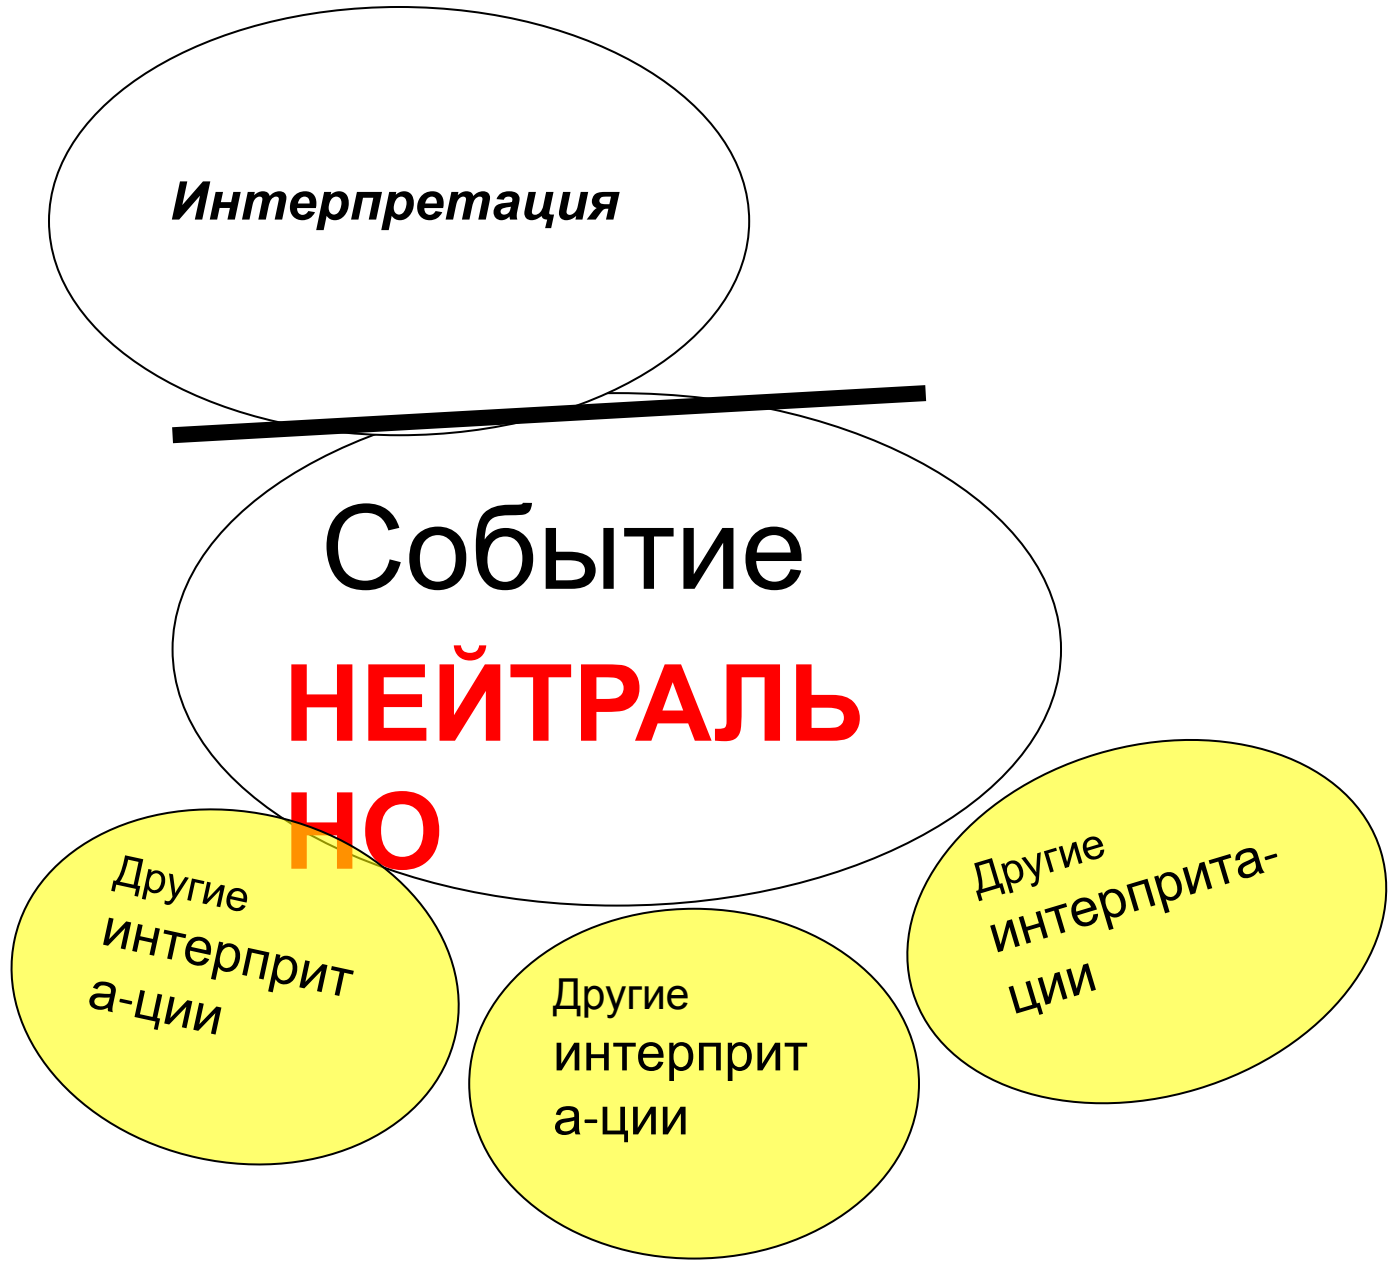 Интерпретация
Событие
НЕЙТРАЛЬ
НО
Другие
интерприт
а-ции
Другие
интерприт
а-ции
Другие
интерприта-
ции